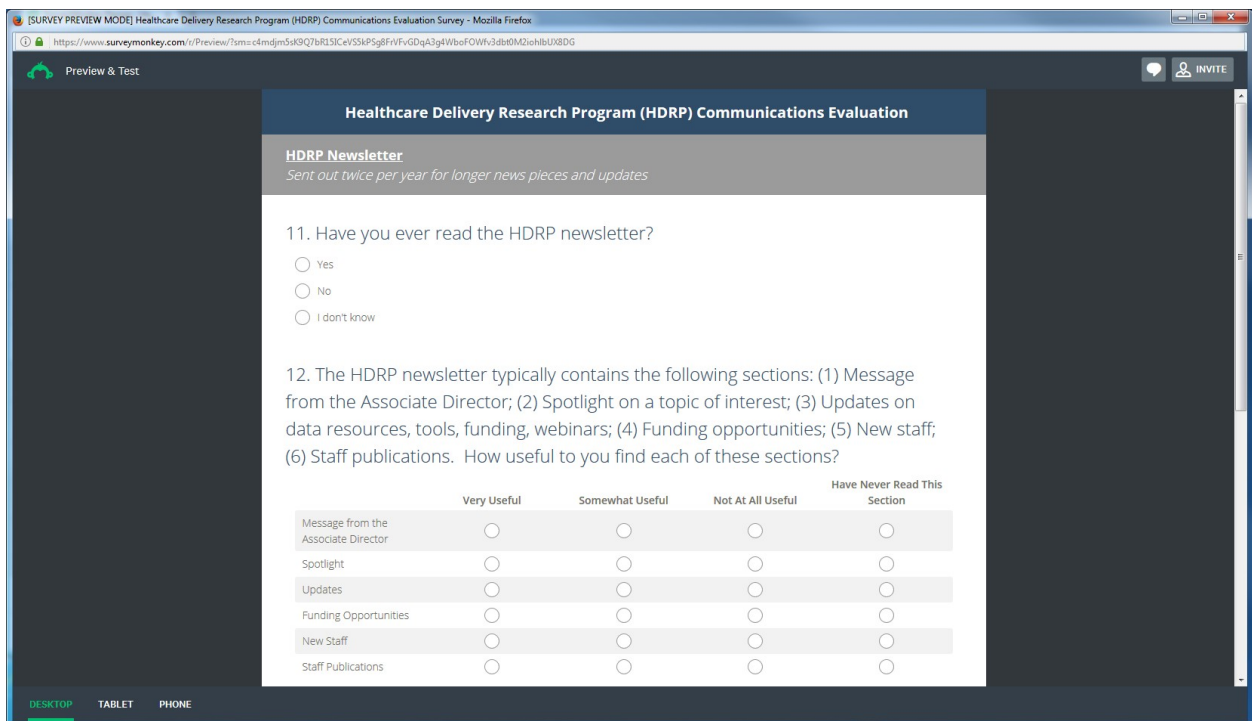 [SURVEY PREVIEW MODE] Healthcare Delivery Research Program (HDRP) Communications Evaluation Survey - Mozilla Firefox
Preview & Test
INVITE
Healthcare Delivery Research Program (HDRP) Communications Evaluation
HDRP Newsletter
Sent out twice per year for longer news pieces and updates
11. Have you ever read the HDRP newsletter?
Yes
No
I don't know
12. The HDRP newsletter typically contains the following sections: (1) Message
from the Associate Director; (2) Spotlight on a topic of interest; (3) Updates on
data resources, tools, funding, webinars; (4) Funding opportunities; (5) New staff;
(6) Staff publications.  How useful to you find each of these sections?
Have Never Read This
Very Useful Somewhat Useful Not At All Useful Section
Message from the
Associate Director
Spotlight
Updates
Funding Opportunities
New Staff
Staff Publications
DESKTOP TABLET PHONE